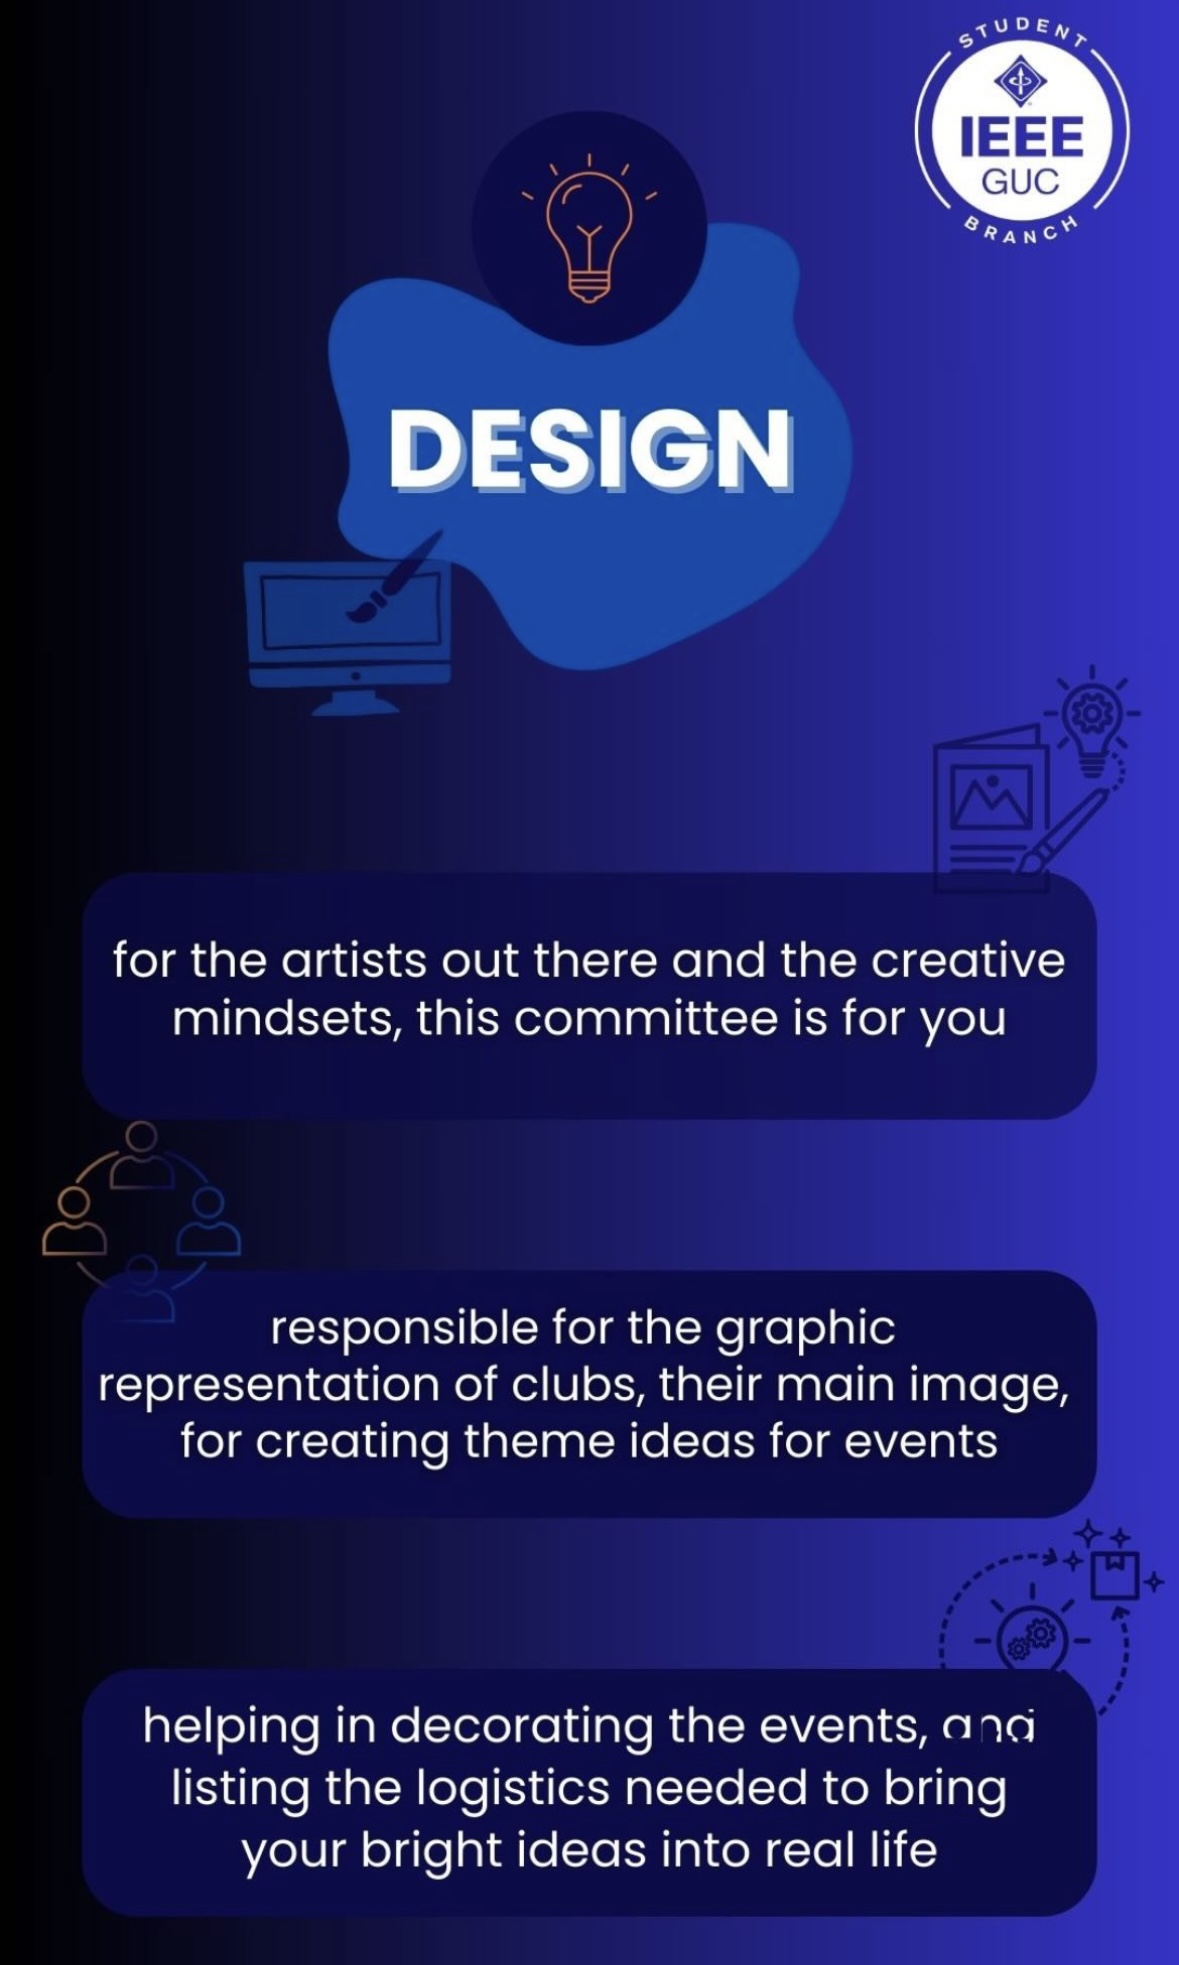 STUDENT
IEEE
GUC
BRANCH
DESIGN
for the artists out there and the creative
mindsets, this committee is for you
responsible for the graphic
representation of clubs, their main image,
for creating theme ideas for events
helping in decorating the events, and
listing the logistics needed to bring
your bright ideas into real life